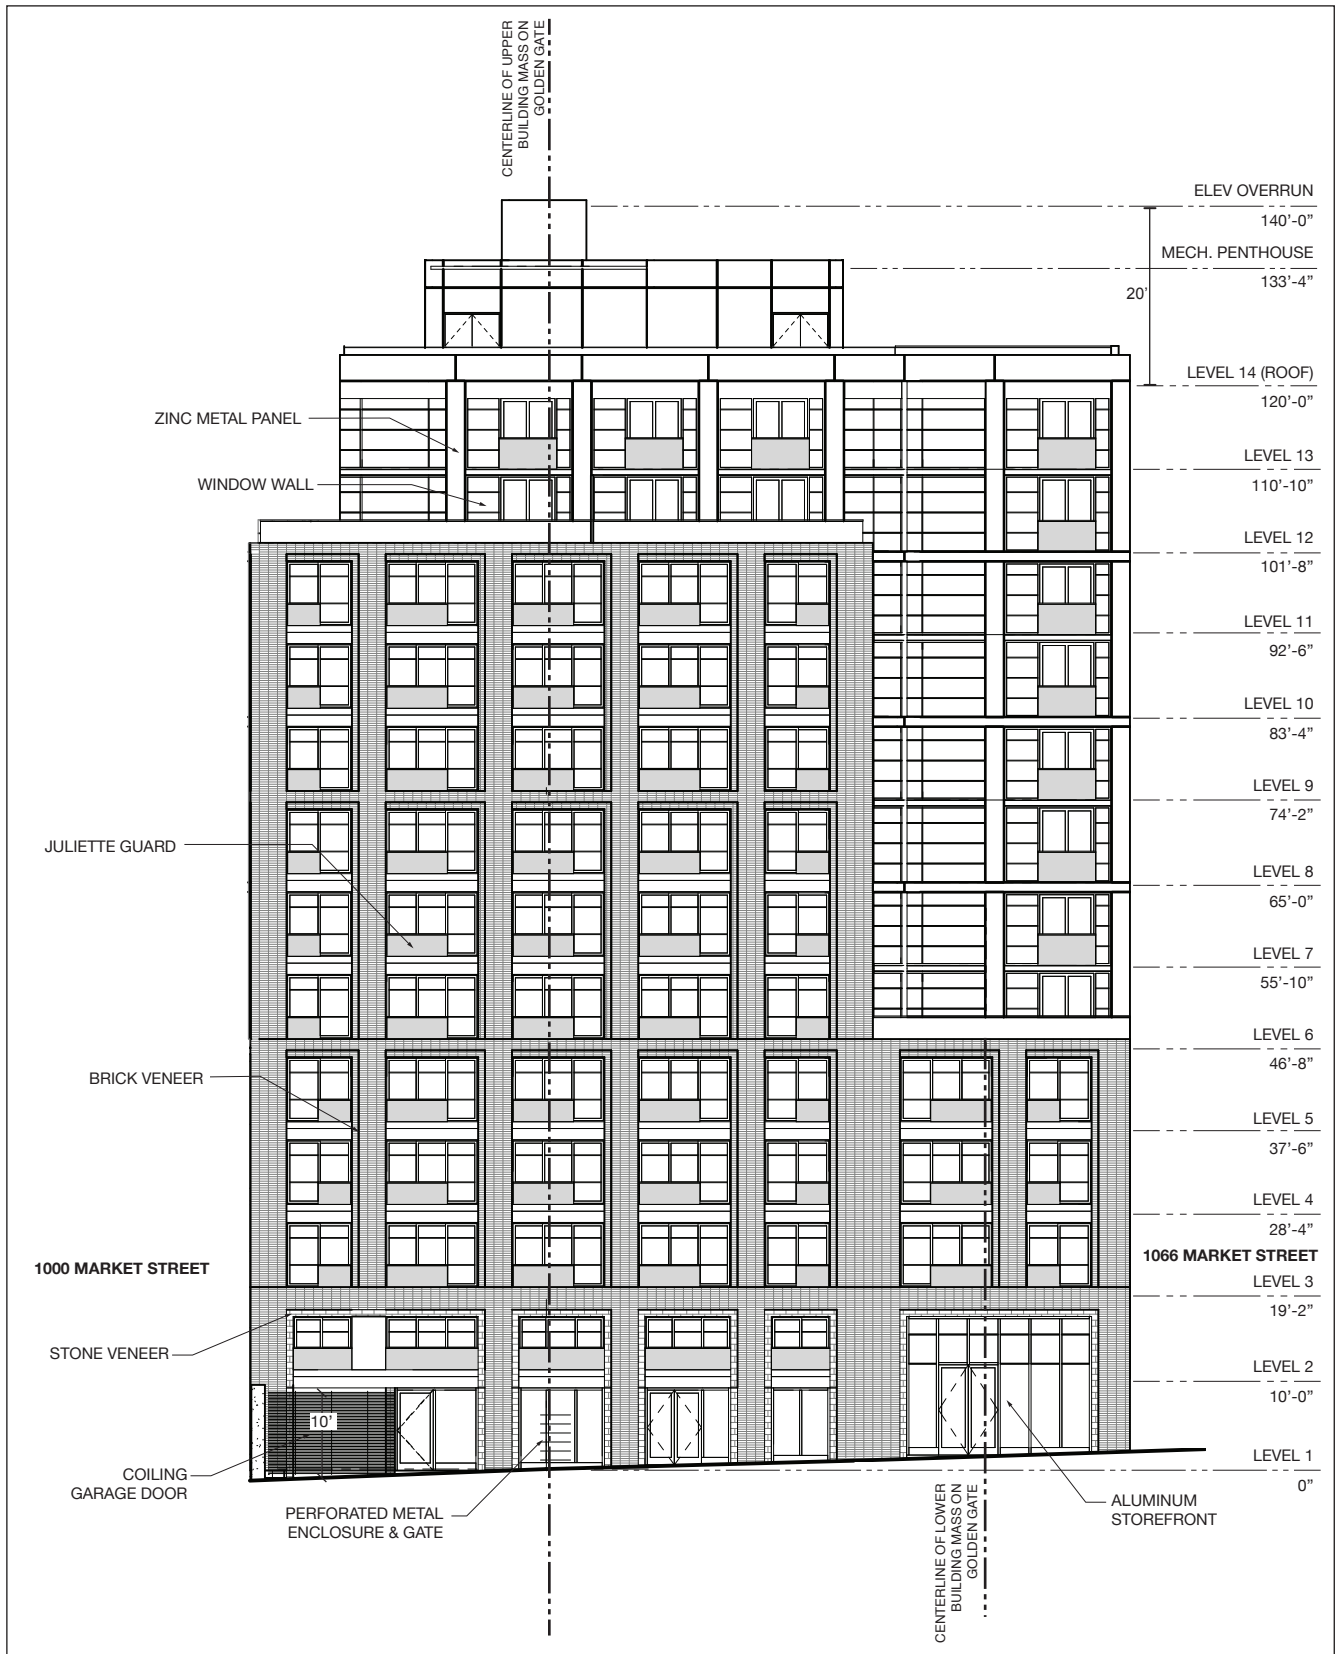 CENTERLINE OF UPPER
BUILDING MASS ON
GOLDEN GATE
ELEV OVERRUN
140’-0”
MECH. PENTHOUSE
133’-4”
20’
LEVEL 14 (ROOF)
120’-0”
ZINC METAL PANEL
LEVEL 13
110’-10”
WINDOW WALL
LEVEL 12
101’-8”
LEVEL 11
92’-6”
LEVEL 10
83’-4”
LEVEL 9
74’-2”
JULIETTE GUARD
LEVEL 8
65’-0”
LEVEL 7
55’-10”
LEVEL 6
46’-8”
BRICK VENEER
LEVEL 5
37’-6”
LEVEL 4
28’-4”
1000 MARKET STREET
1066 MARKET STREET
LEVEL 3
19’-2”
STONE VENEER
LEVEL 2
10’-0”
10’
LEVEL 1
0”
COILING
GARAGE DOOR
PERFORATED METAL
ENCLOSURE & GATE
ALUMINUM
STOREFRONT
CENTERLINE OF LOWER
BUILDING MASS ON
GOLDEN GATE